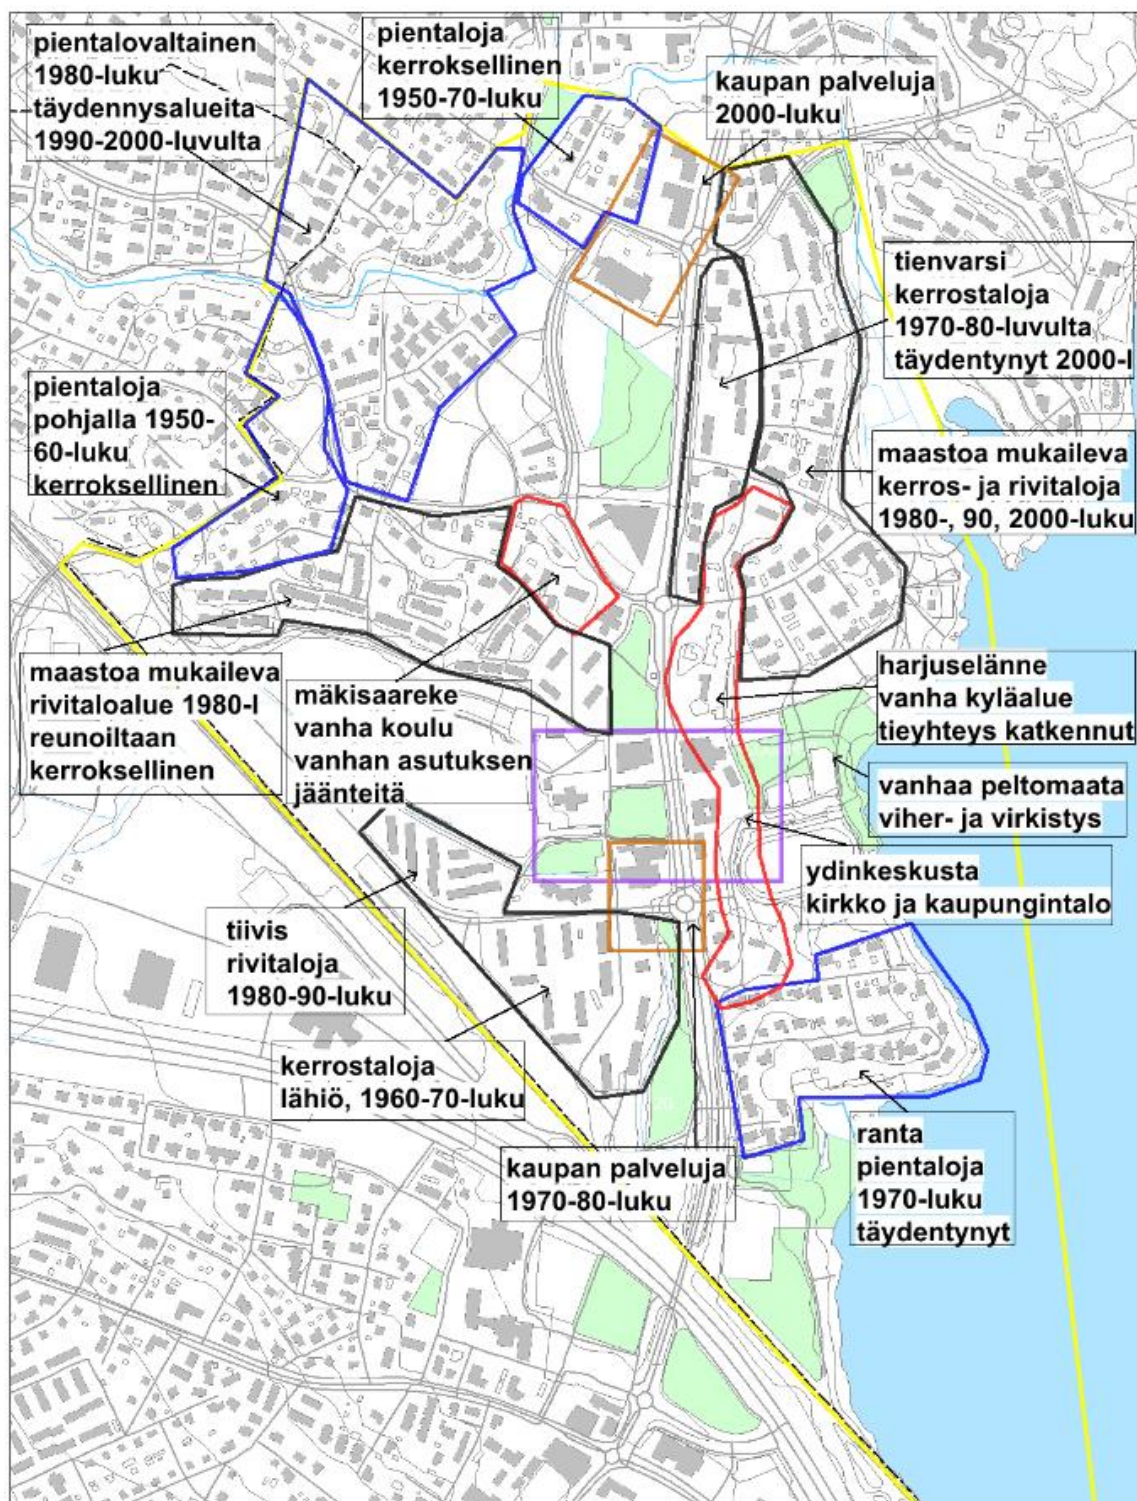 pientalovaltainen
1980-luku
täydennysalueita
1990-2000-luvulta
pientaloja
kerroksellinen
1950-70-luku
kaupan palveluja
2000-luku
tienvarsi
kerrostaloja
1970-80-luvulta
täydentynyt 2000-l
pientaloja
pohjalla 1950-
60-luku
kerroksellinen
maastoa mukaileva
kerros- ja rivitaloja
1980-, 90, 2000-luku
maastoa mukaileva
rivitaloalue 1980-l
reunoiltaan
kerroksellinen
mäkisaareke
vanha koulu
vanhan asutuksen
jäänteitä
harjuselänne
vanha kyläalue
tieyhteys katkennut
vanhaa peltomaata
viher- ja virkistys
ydinkeskusta
kirkko ja kaupungintalo
tiivis
rivitaloja
1980-90-luku
kerrostaloja
lähiö, 1960-70-luku
kaupan palveluja
1970-80-luku
ranta
pientaloja
1970-luku
täydentynyt